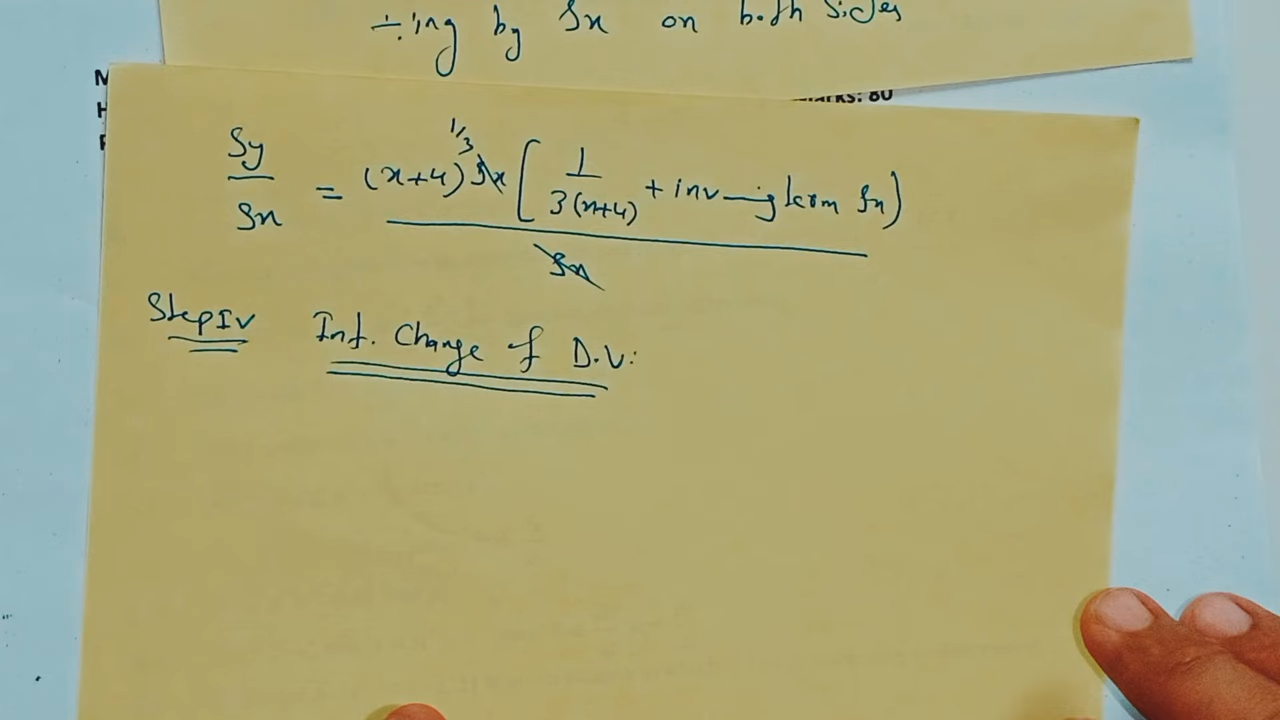 ÷ing by δx on both sides
M
H
Marks: 80
δy/δx = (x+4)^1/3 δx [ 1/3(x+4) + inv—ing term δx ) / δx
Step IV Inf. Change of D.V: